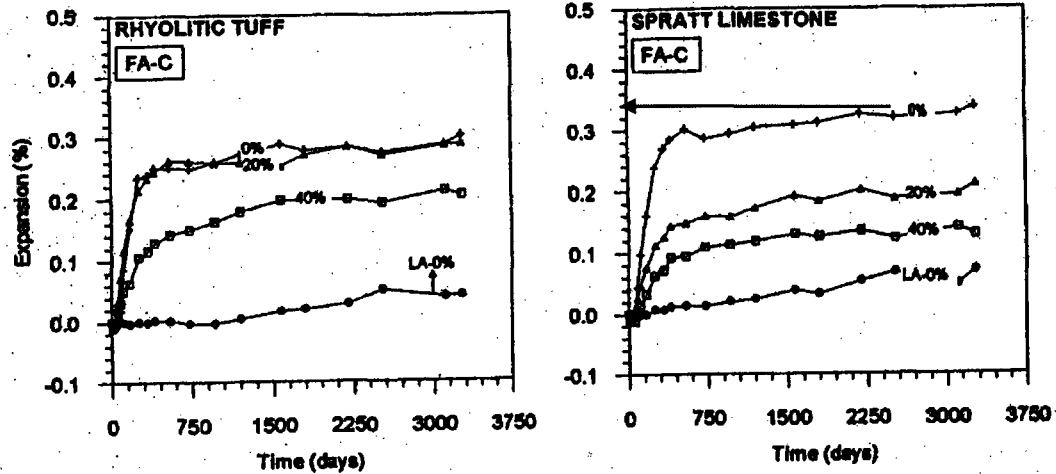 RHYOLITIC TUFF
FA-C
Expansion (%)
0.5
0.4
0.3
0.2
0.1
0.0
-0.1
0%
20%
40%
LA-0%
0 750 1500 2250 3000 3750
Time (days)
SPRATT LIMESTONE
FA-C
0.5
0.4
0.3
0.2
0.1
0.0
-0.1
0%
20%
40%
LA-0%
0 750 1500 2250 3000 3750
Time (days)